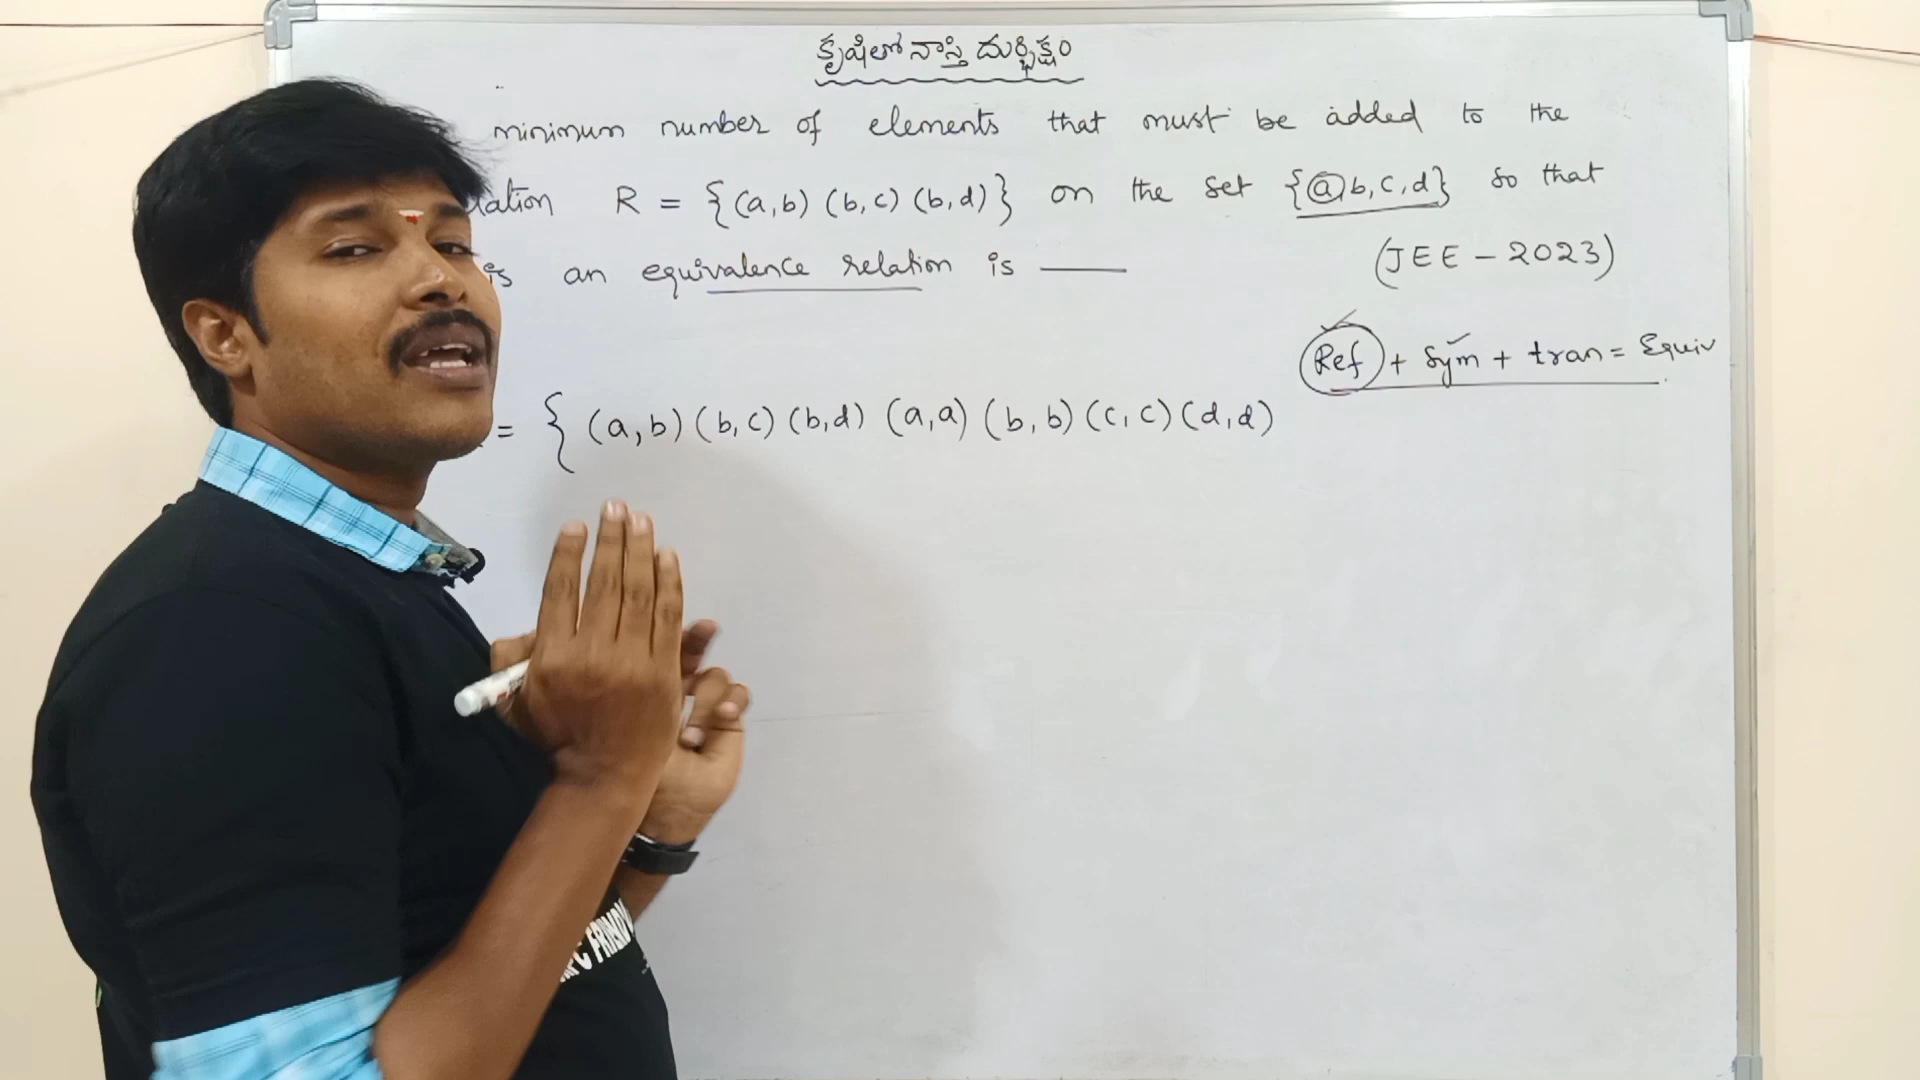 కృషితో నాస్తి దుర్భిక్షం
minimum number of elements that must be added to the
lation R = {(a,b) (b,c) (b,d)} on the set {a b,c,d} so that
is an equivalence relation is ____
(JEE - 2023)
Ref + Sym + tran = Equiv
= { (a,b) (b,c) (b,d) (a,a) (b,b) (c,c) (d,d)